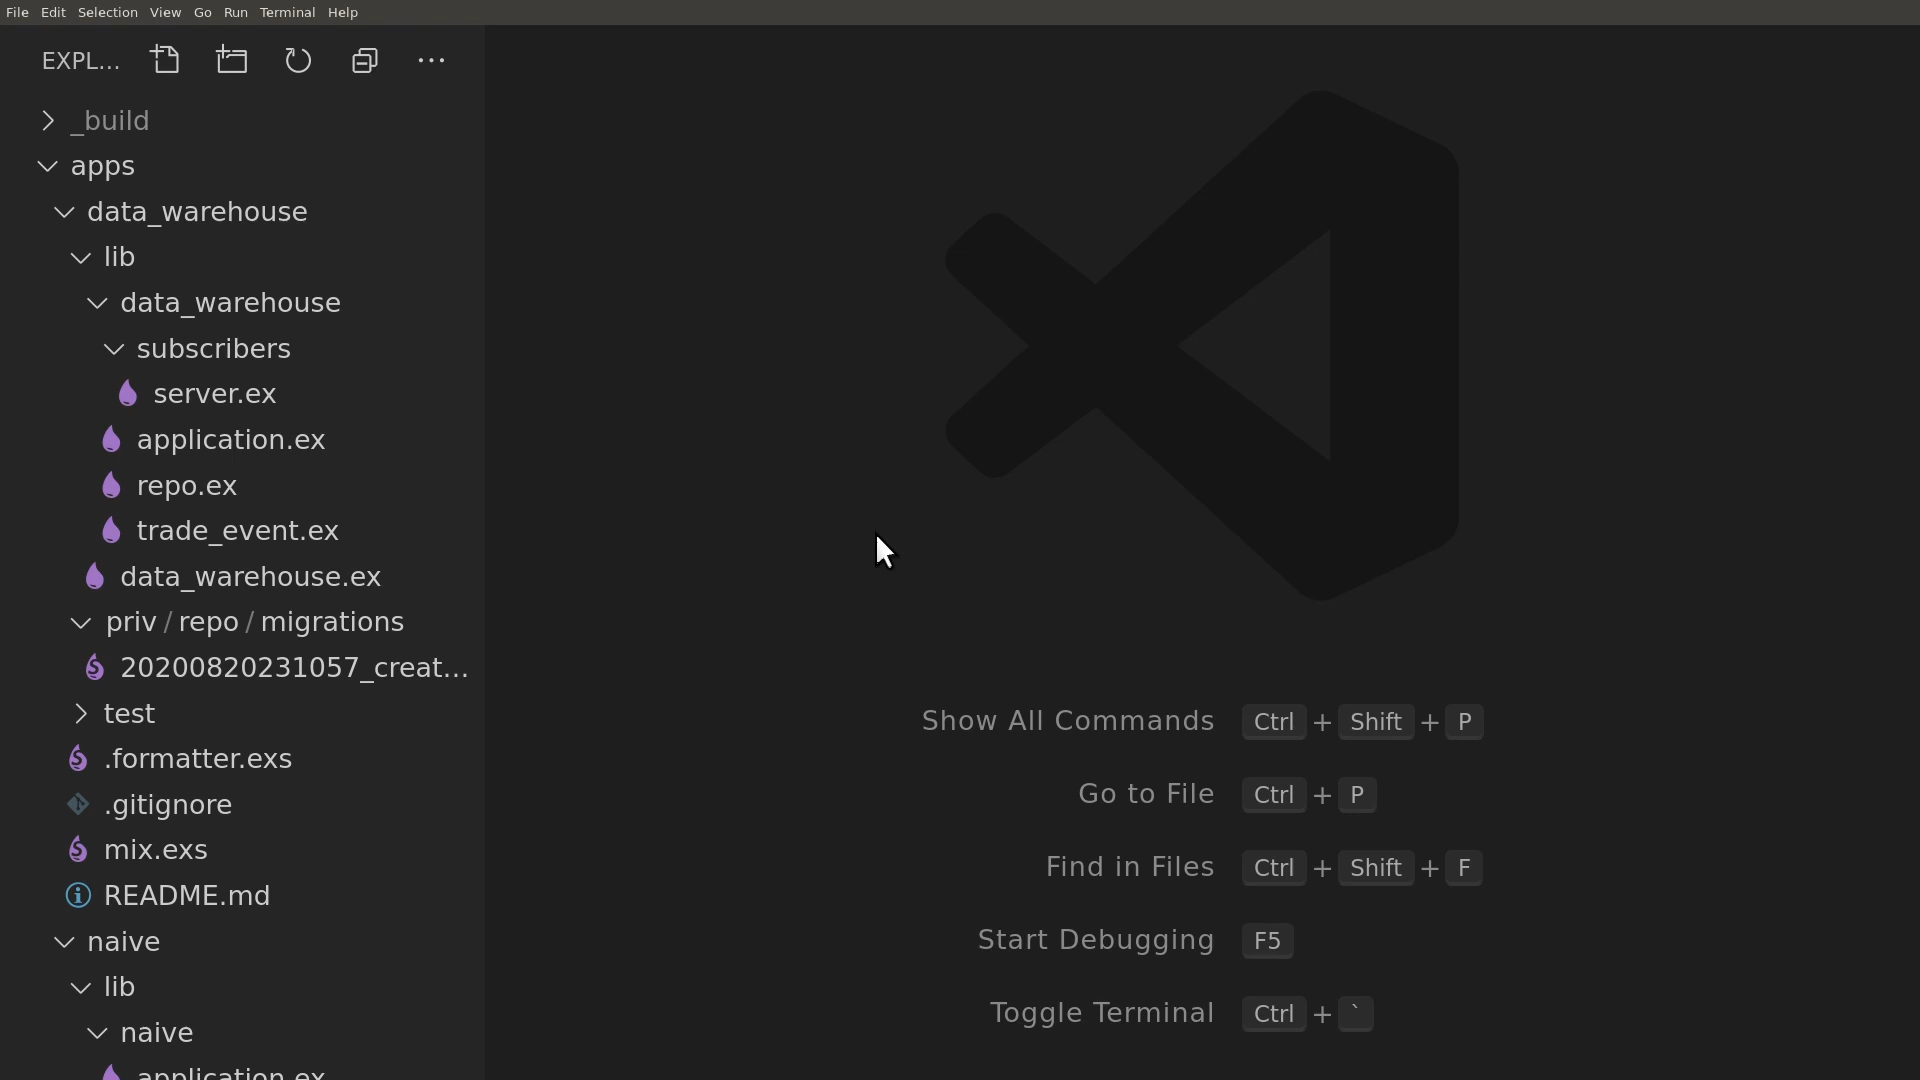 File Edit Selection View Go Run Terminal Help
EXPL...
_build
apps
data_warehouse
lib
data_warehouse
subscribers
server.ex
application.ex
repo.ex
trade_event.ex
data_warehouse.ex
priv / repo / migrations
20200820231057_creat...
test
.formatter.exs
.gitignore
mix.exs
README.md
naive
lib
naive
application.ex
Show All Commands Ctrl + Shift + P
Go to File Ctrl + P
Find in Files Ctrl + Shift + F
Start Debugging F5
Toggle Terminal Ctrl + `